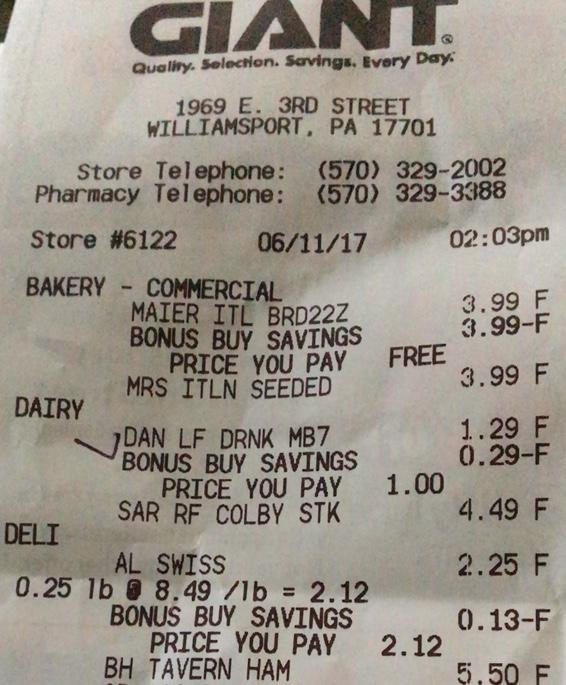 GIANT®
Quality. Selection. Savings. Every Day.
1969 E. 3RD STREET
WILLIAMSPORT, PA 17701
Store Telephone: (570) 329-2002
Pharmacy Telephone: (570) 329-3388
Store #6122 06/11/17 02:03pm
BAKERY - COMMERCIAL
MAIER ITL BRD22Z 3.99 F
BONUS BUY SAVINGS 3.99-F
PRICE YOU PAY FREE
MRS ITLN SEEDED 3.99 F
DAIRY
DAN LF DRNK MB7 1.29 F
BONUS BUY SAVINGS 0.29-F
PRICE YOU PAY 1.00
SAR RF COLBY STK 4.49 F
DELI
AL SWISS 2.25 F
0.25 lb @ 8.49 /lb = 2.12
BONUS BUY SAVINGS 0.13-F
PRICE YOU PAY 2.12
BH TAVERN HAM 5.50 F